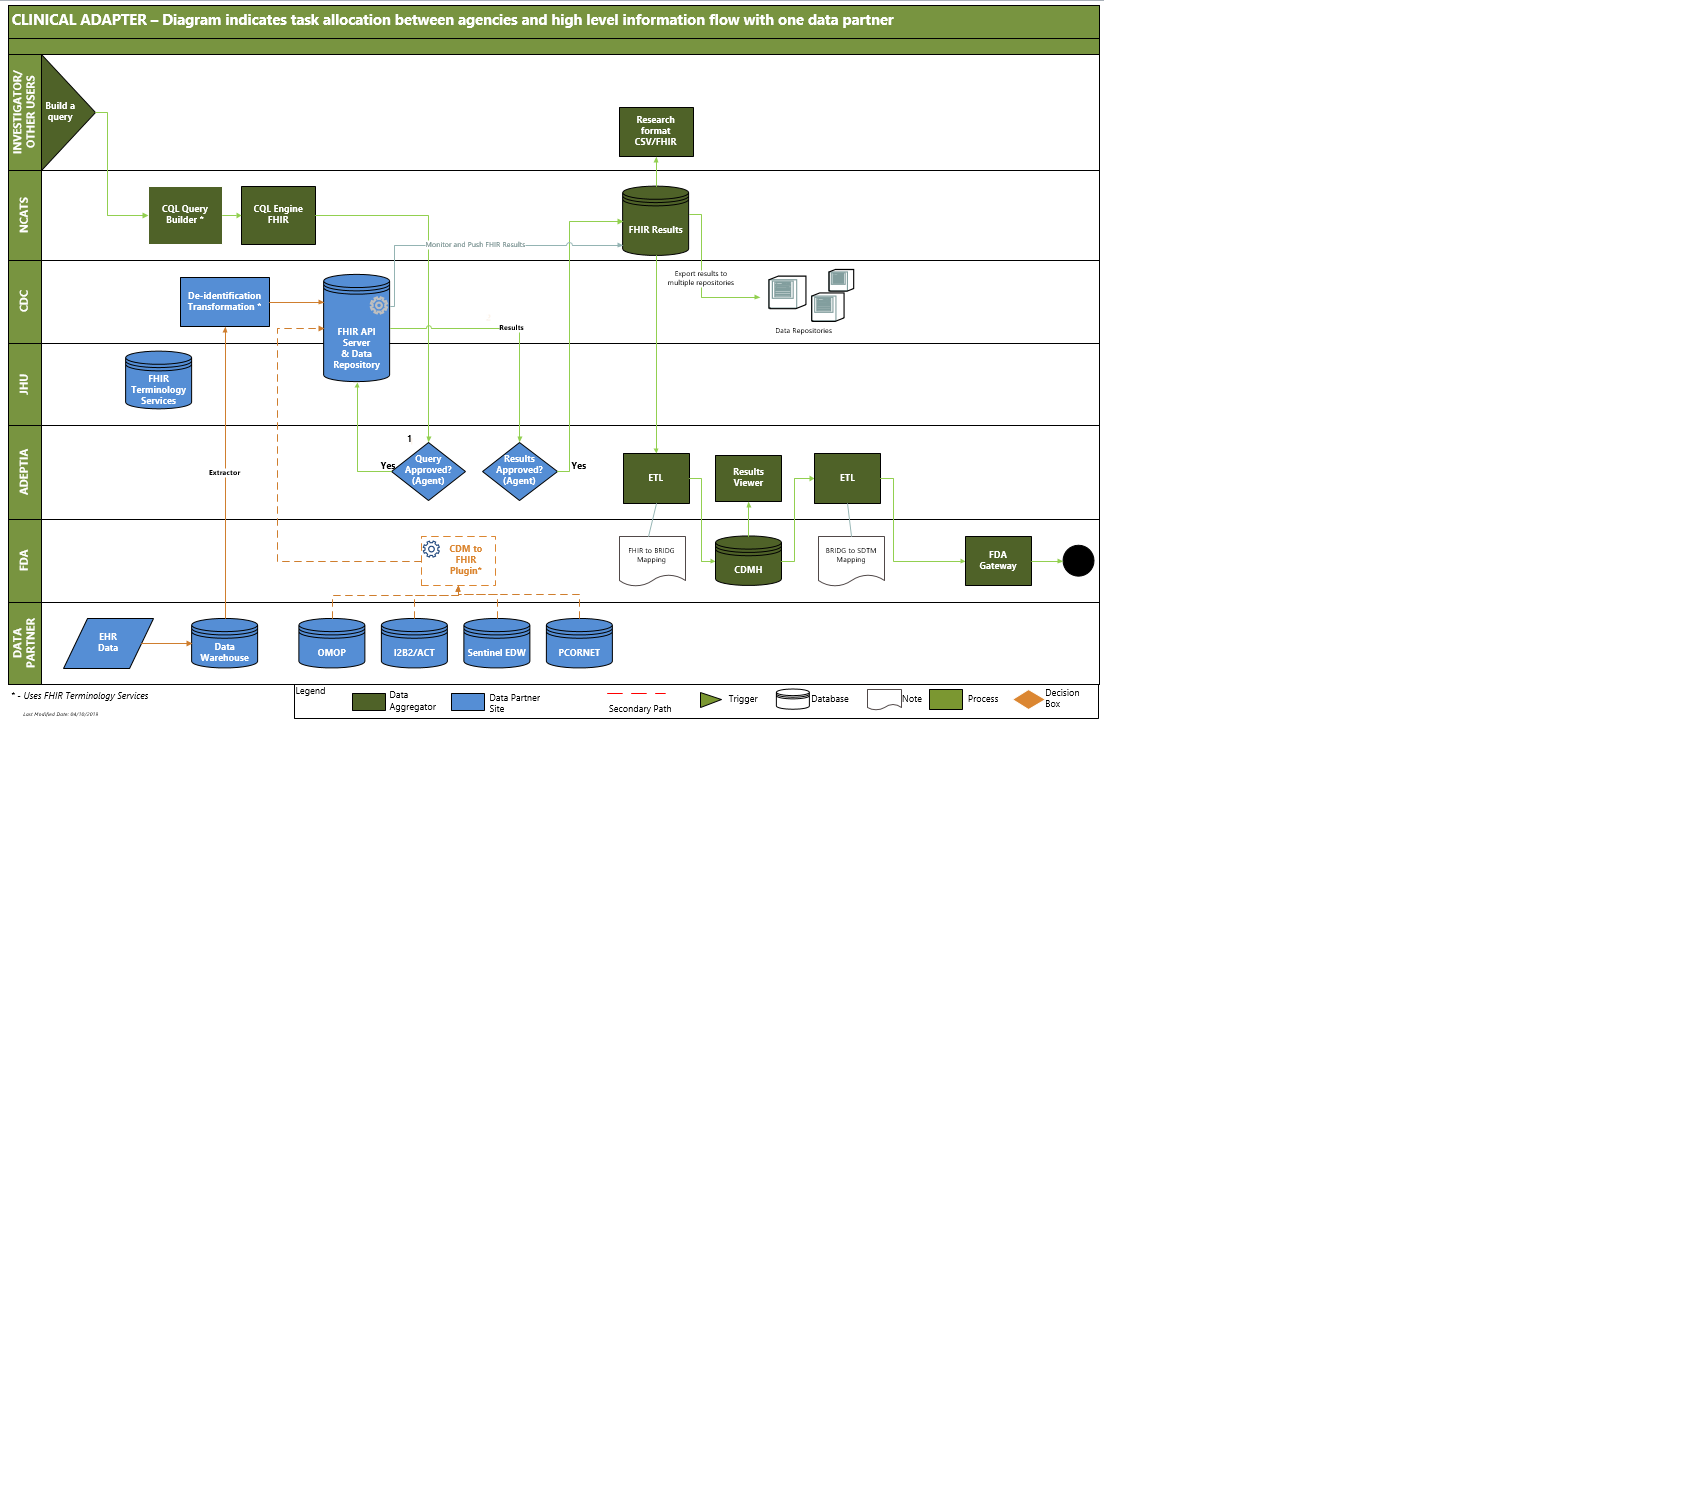 CLINICAL ADAPTER – Diagram indicates task allocation between agencies and high level information flow with one data partner
INVESTIGATOR/
OTHER USERS
Build a
query
Research
format
CSV/FHIR
NCATS
CQL Query
Builder *
CQL Engine
FHIR
FHIR Results
Monitor and Push FHIR Results
CDC
De-identification
Transformation *
FHIR API
Server
& Data
Repository
Results
Export results to
multiple repositories
Data Repositories
JHU
FHIR
Terminology
Services
ADEPTIA
Extractor
1
Yes
Query
Approved?
(Agent)
Results
Approved?
(Agent)
Yes
ETL
Results
Viewer
ETL
FDA
CDM to
FHIR
Plugin*
FHIR to BRIDG
Mapping
CDMH
BRIDG to SDTM
Mapping
FDA
Gateway
DATA
PARTNER
EHR
Data
Data
Warehouse
OMOP
I2B2/ACT
Sentinel EDW
PCORNET
* - Uses FHIR Terminology Services
Last Modified Date: 04/10/2019
Legend
Data
Aggregator
Data Partner
Site
Secondary Path
Trigger
Database
Note
Process
Decision
Box